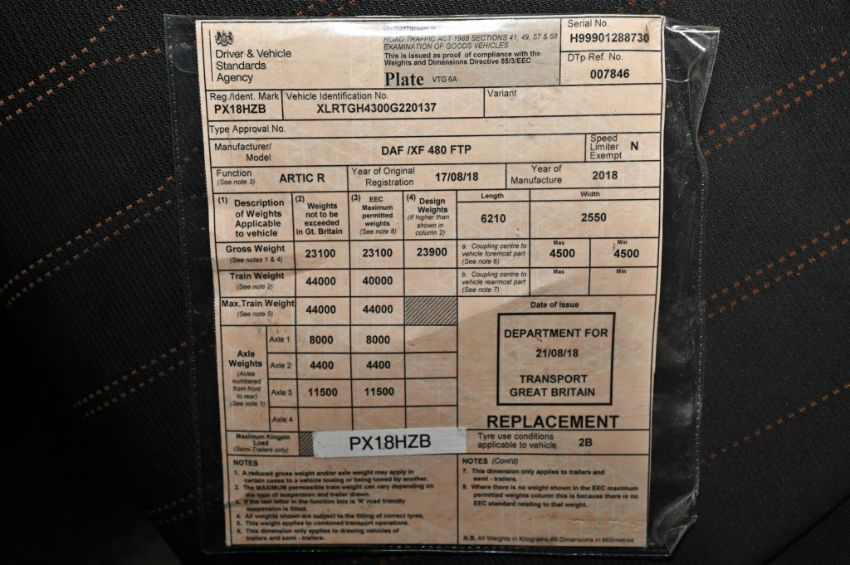 Driver & Vehicle
Standards
Agency
ROAD TRAFFIC ACT 1988 SECTIONS 41, 49, 57 & 68
EXAMINATION OF GOODS VEHICLES
This is issued as proof of compliance with the
Weights and Dimensions Directive 85/3/EEC
Plate VTG 6A
Serial No.
H99901288730
DTp Ref. No.
007846
Reg./Ident. Mark
PX18HZB
Vehicle Identification No.
XLRTGH4300G220137
Variant
Type Approval No.
Manufacturer/
Model
DAF /XF 480 FTP
Speed
Limiter
Exempt
N
Function
(See note 3)
ARTIC R
Year of Original
Registration
17/08/18
Year of
Manufacture
2018
(1) Description
of Weights
Applicable
to vehicle
(2) Weights
not to be
exceeded
in Gt. Britain
(3) EEC
Maximum
permitted
weights
(See note 8)
(4) Design
Weights
(If higher than
shown in
column 2)
Length
6210
Width
2550
Gross Weight
(See notes 1 & 4)
23100 23100 23900
a Coupling centre to
vehicle foremost part
(See note 6)
Max
4500
Min
4500
Train Weight
(See note 2)
44000 40000
b. Coupling centre to
vehicle rearmost part
(See note 7)
Max
Min
Max.Train Weight
(See note 5)
44000 44000
Axle
Weights
(Axles
numbered
from front
to rear)
(See note 1)
Axle 1 8000 8000
Axle 2 4400 4400
Axle 3 11500 11500
Axle 4
Date of Issue
DEPARTMENT FOR
21/08/18
TRANSPORT
GREAT BRITAIN
REPLACEMENT
Maximum Kingpin
Load
(Semi-Trailers only)
PX18HZB
Tyre use conditions
applicable to vehicle
2B
NOTES
1. A reduced gross weight and/or axle weight may apply in
certain cases to a vehicle towing or being towed by another.
2. The MAXIMUM permissible train weight can vary depending on
the type of suspension and trailer drawn.
3. If the last letter in the function box is 'R' road friendly
suspension is fitted.
4. All weights shown are subject to the fitting of correct tyres.
5. This weight applies to combined transport operations.
6. This dimension only applies to drawing vehicles of
trailers and semi - trailers.
NOTES (Cont'd)
7. This dimension only applies to trailers and
semi - trailers.
8. Where there is no weight shown in the EEC maximum
permitted weights column this is because there is no
EEC standard relating to that weight.
N.B. All Weights in Kilograms-All Dimensions in Millimetres